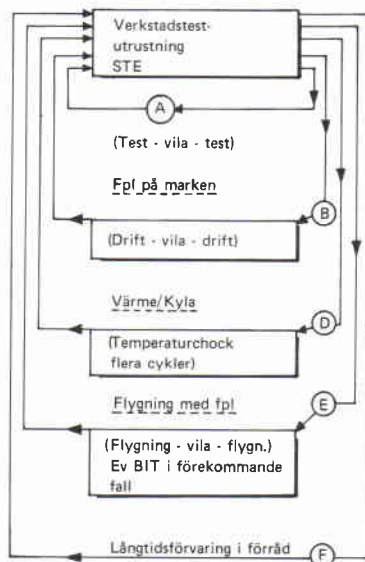 Verkstadstest-
utrustning
STE
A
(Test - vila - test)
Fpl på marken
B
(Drift - vila - drift)
Värme/Kyla
D
(Temperaturchock
flera cykler)
Flygning med fpl
E
(Flygning - vila - flygn.)
Ev BIT i förekommande
fall
Långtidsförvaring i förråd F